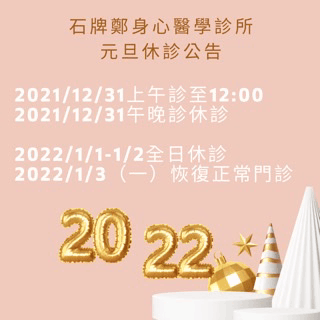 石牌鄭身心醫學診所
元旦休診公告
2021/12/31上午診至12:00
2021/12/31午晚診休診
2022/1/1-1/2全日休診
2022/1/3（一）恢復正常門診
2022